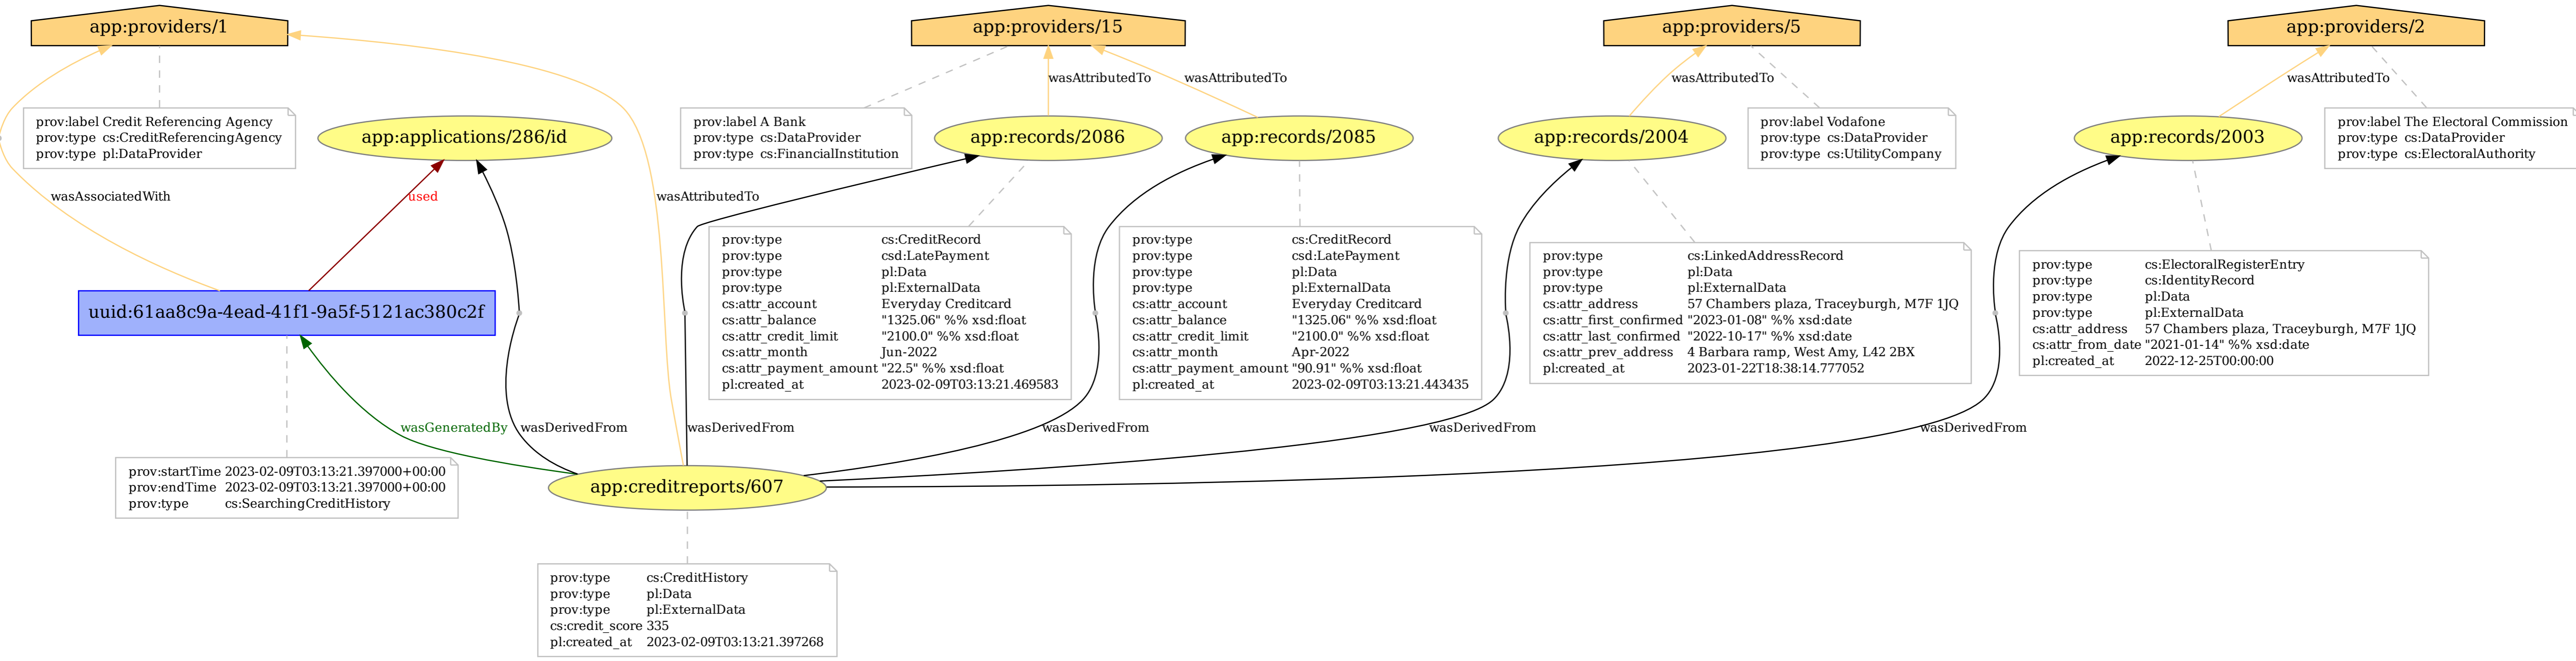 app:providers/1
app:providers/15
app:providers/5
app:providers/2
wasAttributedTo
wasAttributedTo
wasAttributedTo
wasAttributedTo
prov:label Credit Referencing Agency
prov:type cs:CreditReferencingAgency
prov:type pl:DataProvider
app:applications/286/id
prov:label A Bank
prov:type cs:DataProvider
prov:type cs:FinancialInstitution
app:records/2086
app:records/2085
app:records/2004
prov:label Vodafone
prov:type cs:DataProvider
prov:type cs:UtilityCompany
app:records/2003
prov:label The Electoral Commission
prov:type cs:DataProvider
prov:type cs:ElectoralAuthority
wasAssociatedWith
used
wasAttributedTo
uuid:61aa8c9a-4ead-41f1-9a5f-5121ac380c2f
prov:type cs:CreditRecord
prov:type csd:LatePayment
prov:type pl:Data
prov:type pl:ExternalData
cs:attr_account Everyday Creditcard
cs:attr_balance "1325.06" %% xsd:float
cs:attr_credit_limit "2100.0" %% xsd:float
cs:attr_month Jun-2022
cs:attr_payment_amount "22.5" %% xsd:float
pl:created_at 2023-02-09T03:13:21.469583
prov:type cs:CreditRecord
prov:type csd:LatePayment
prov:type pl:Data
prov:type pl:ExternalData
cs:attr_account Everyday Creditcard
cs:attr_balance "1325.06" %% xsd:float
cs:attr_credit_limit "2100.0" %% xsd:float
cs:attr_month Apr-2022
cs:attr_payment_amount "90.91" %% xsd:float
pl:created_at 2023-02-09T03:13:21.443435
prov:type cs:LinkedAddressRecord
prov:type pl:Data
prov:type pl:ExternalData
cs:attr_address 57 Chambers plaza, Traceyburgh, M7F 1JQ
cs:attr_first_confirmed "2023-01-08" %% xsd:date
cs:attr_last_confirmed "2022-10-17" %% xsd:date
cs:attr_prev_address 4 Barbara ramp, West Amy, L42 2BX
pl:created_at 2023-01-22T18:38:14.777052
prov:type cs:ElectoralRegisterEntry
prov:type cs:IdentityRecord
prov:type pl:Data
prov:type pl:ExternalData
cs:attr_address 57 Chambers plaza, Traceyburgh, M7F 1JQ
cs:attr_from_date "2021-01-14" %% xsd:date
pl:created_at 2022-12-25T00:00:00
wasGeneratedBy
wasDerivedFrom
wasDerivedFrom
wasDerivedFrom
wasDerivedFrom
wasDerivedFrom
prov:startTime 2023-02-09T03:13:21.397000+00:00
prov:endTime 2023-02-09T03:13:21.397000+00:00
prov:type cs:SearchingCreditHistory
app:creditreports/607
prov:type cs:CreditHistory
prov:type pl:Data
prov:type pl:ExternalData
cs:credit_score 335
pl:created_at 2023-02-09T03:13:21.397268